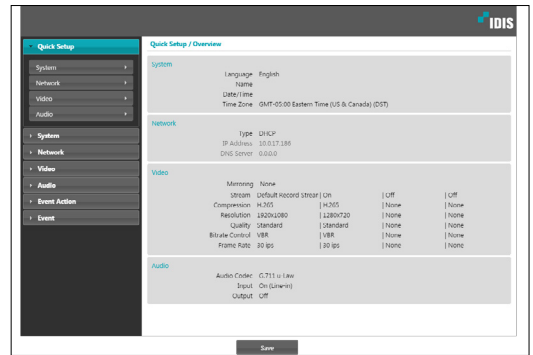 IDIS
Quick Setup
System
Network
Video
Audio
System
Network
Video
Audio
Event Action
Event
Quick Setup / Overview
System
Language English
Name
Date/Time
Time Zone GMT-05:00 Eastern Time (US & Canada) (DST)
Network
Type DHCP
IP Address 10.0.17.186
DNS Server 0.0.0.0
Video
Mirroring None
Stream Default Record Strear | On | Off | Off
Compression H.265 | H.265 | None | None
Resolution 1920x1080 | 1280x720 | None | None
Quality Standard | Standard | None | None
Bitrate Control VBR | VBR | None | None
Frame Rate 30 ips | 30 ips | None | None
Audio
Audio Codec G.711 u-Law
Input On (Line-in)
Output Off
Save